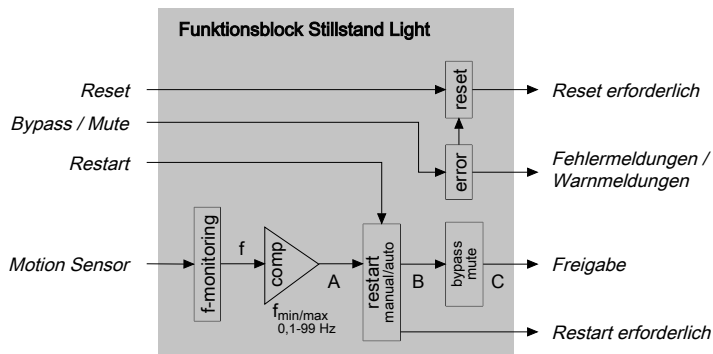 Funktionsblock Stillstand Light
Reset
reset
Reset erforderlich
Bypass / Mute
error
Fehlermeldungen /
Warnmeldungen
Restart
Motion Sensor
f-monitoring
f
comp
f min/max
0,1-99 Hz
A
restart
manual/auto
B
bypass
mute
C
Freigabe
Restart erforderlich